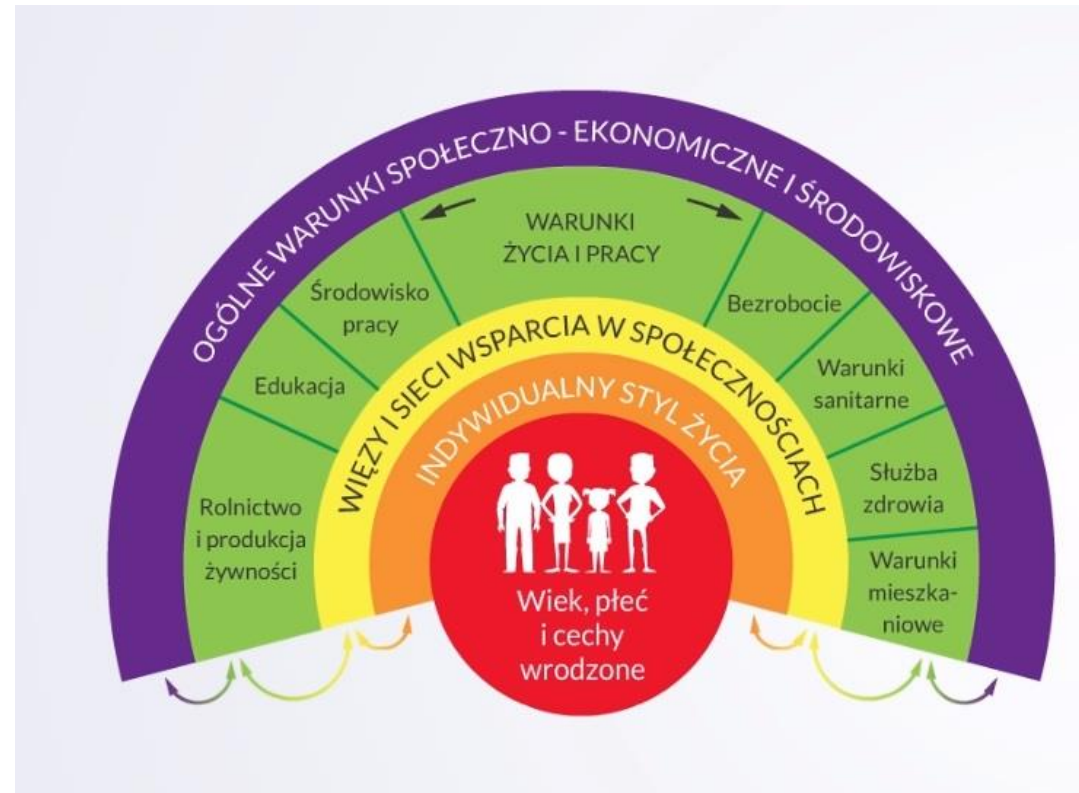 OGÓLNE WARUNKI SPOŁECZNO - EKONOMICZNE I ŚRODOWISKOWE
WARUNKI
ŻYCIA I PRACY
Środowisko
pracy
Edukacja
Rolnictwo
i produkcja
żywności
Bezrobocie
Warunki
sanitarne
Służba
zdrowia
Warunki
mieszka-
niowe
WIĘZY I SIECI WSPARCIA W SPOŁECZNOŚCIACH
INDYWIDUALNY STYL ŻYCIA
Wiek, płeć
i cechy
wrodzone